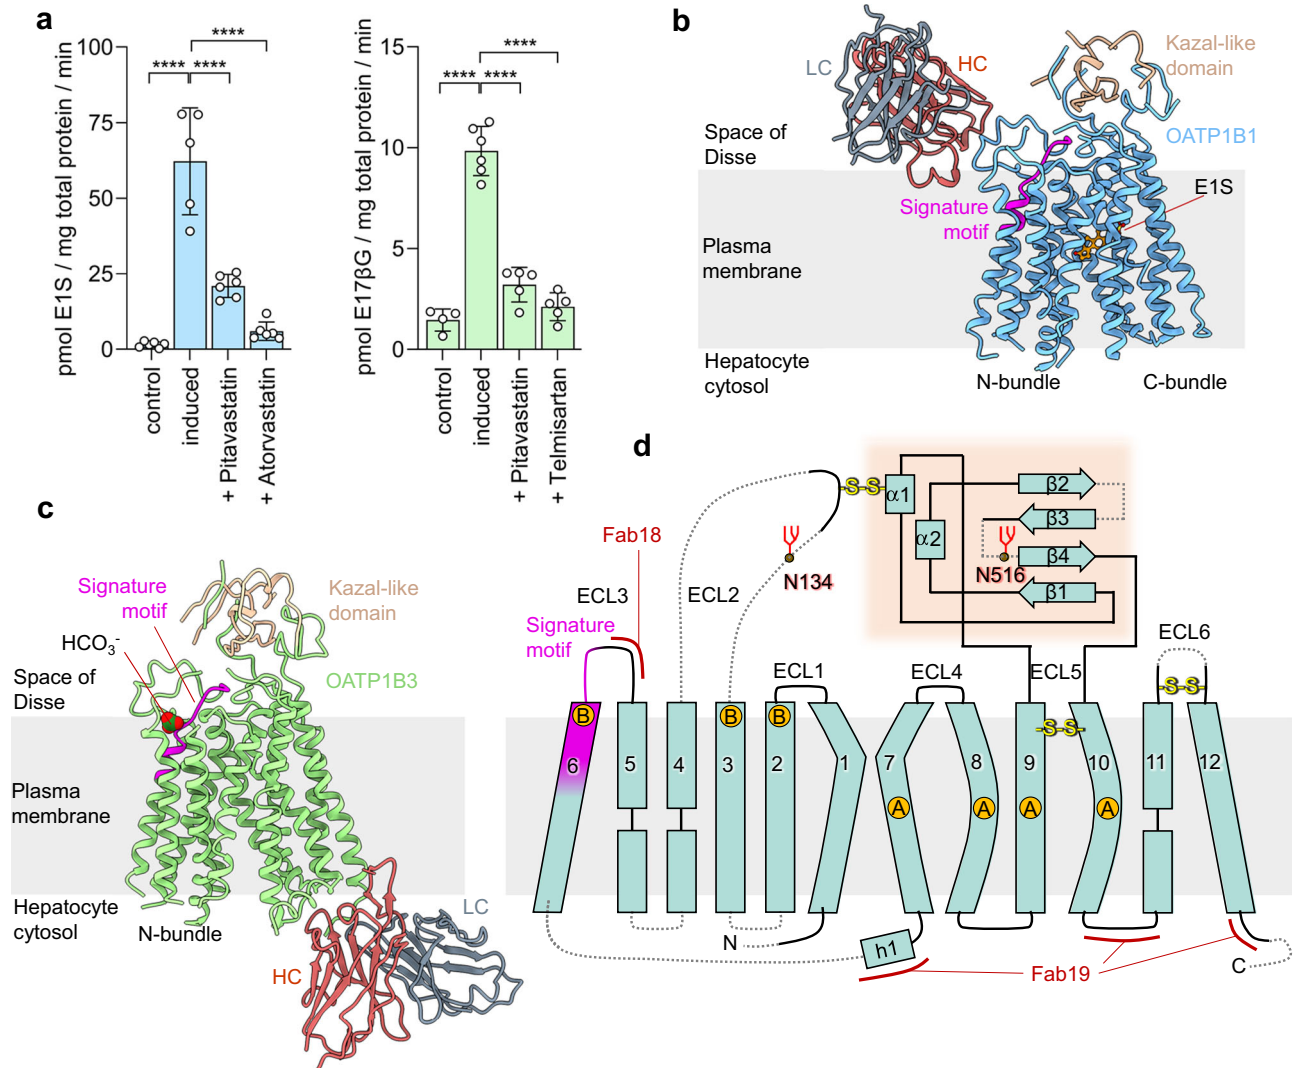 a
pmol E1S / mg total protein / min
100
75
50
25
0
****
**** ****
control
induced
+ Pitavastatin
+ Atorvastatin
pmol E17βG / mg total protein / min
15
10
5
0
****
**** ****
control
induced
+ Pitavastatin
+ Telmisartan
b
LC
HC
Kazal-like
domain
OATP1B1
Space of
Disse
E1S
Signature
motif
Plasma
membrane
Hepatocyte
cytosol
N-bundle
C-bundle
c
Signature
motif
Kazal-like
domain
HCO3-
OATP1B3
Space of
Disse
Plasma
membrane
Hepatocyte
cytosol
N-bundle
LC
HC
d
S S
α1
α2
β2
β3
β4
β1
N134
N516
Fab18
ECL3
ECL2
Signature
motif
ECL1
ECL4
ECL5
ECL6
S S
S S
B
B
B
6
5
4
3
2
1
7
8
9
10
11
12
A
A
A
A
N
h1
Fab19
C